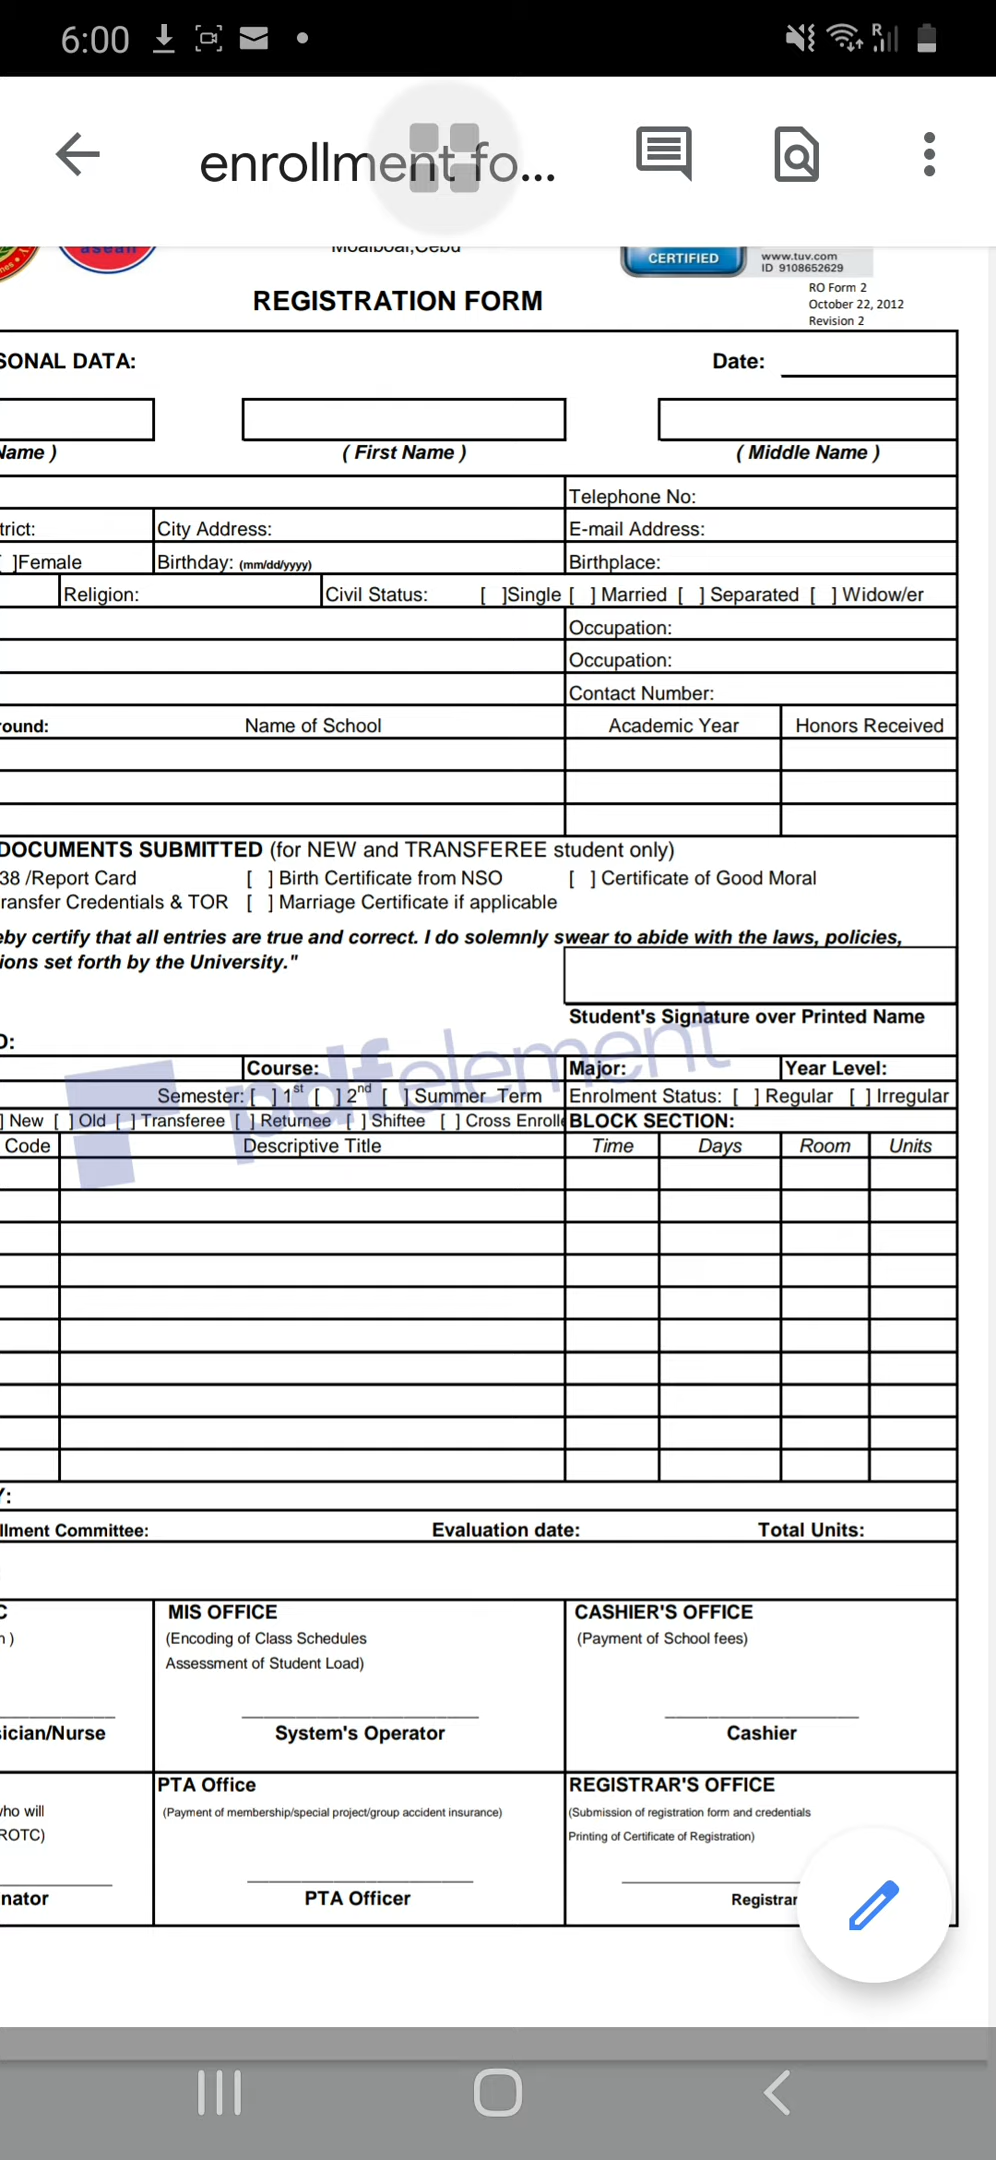 6:00
R
enrollment fo...
asean
Moalboal,Cebu
CERTIFIED
www.tuv.com
ID 9108652629
REGISTRATION FORM
RO Form 2
October 22, 2012
Revision 2
SONAL DATA:
Date:
Name )
( First Name )
( Middle Name )
Telephone No:
trict:
City Address:
E-mail Address:
[ ]Female
Birthday: (mm/dd/yyyy)
Birthplace:
Religion:
Civil Status: [ ]Single [ ] Married [ ] Separated [ ] Widow/er
Occupation:
Occupation:
Contact Number:
round:
Name of School
Academic Year
Honors Received
DOCUMENTS SUBMITTED (for NEW and TRANSFEREE student only)
38 /Report Card [ ] Birth Certificate from NSO [ ] Certificate of Good Moral
ransfer Credentials & TOR [ ] Marriage Certificate if applicable
eby certify that all entries are true and correct. I do solemnly swear to abide with the laws, policies,
ions set forth by the University."
Student's Signature over Printed Name
pdfelement
D:
Course:
Major:
Year Level:
Semester: [ ] 1st [ ] 2nd [ ] Summer Term
Enrolment Status: [ ] Regular [ ] Irregular
] New [ ] Old [ ] Transferee [ ] Returnee [ ] Shiftee [ ] Cross Enrolle
BLOCK SECTION:
Code
Descriptive Title
Time
Days
Room
Units
Y:
llment Committee:
Evaluation date:
Total Units:
C
MIS OFFICE
CASHIER'S OFFICE
n )
(Encoding of Class Schedules
(Payment of School fees)
Assessment of Student Load)
sician/Nurse
System's Operator
Cashier
PTA Office
REGISTRAR'S OFFICE
who will
(Payment of membership/special project/group accident insurance)
(Submission of registration form and credentials
ROTC)
Printing of Certificate of Registration)
nator
PTA Officer
Registrar